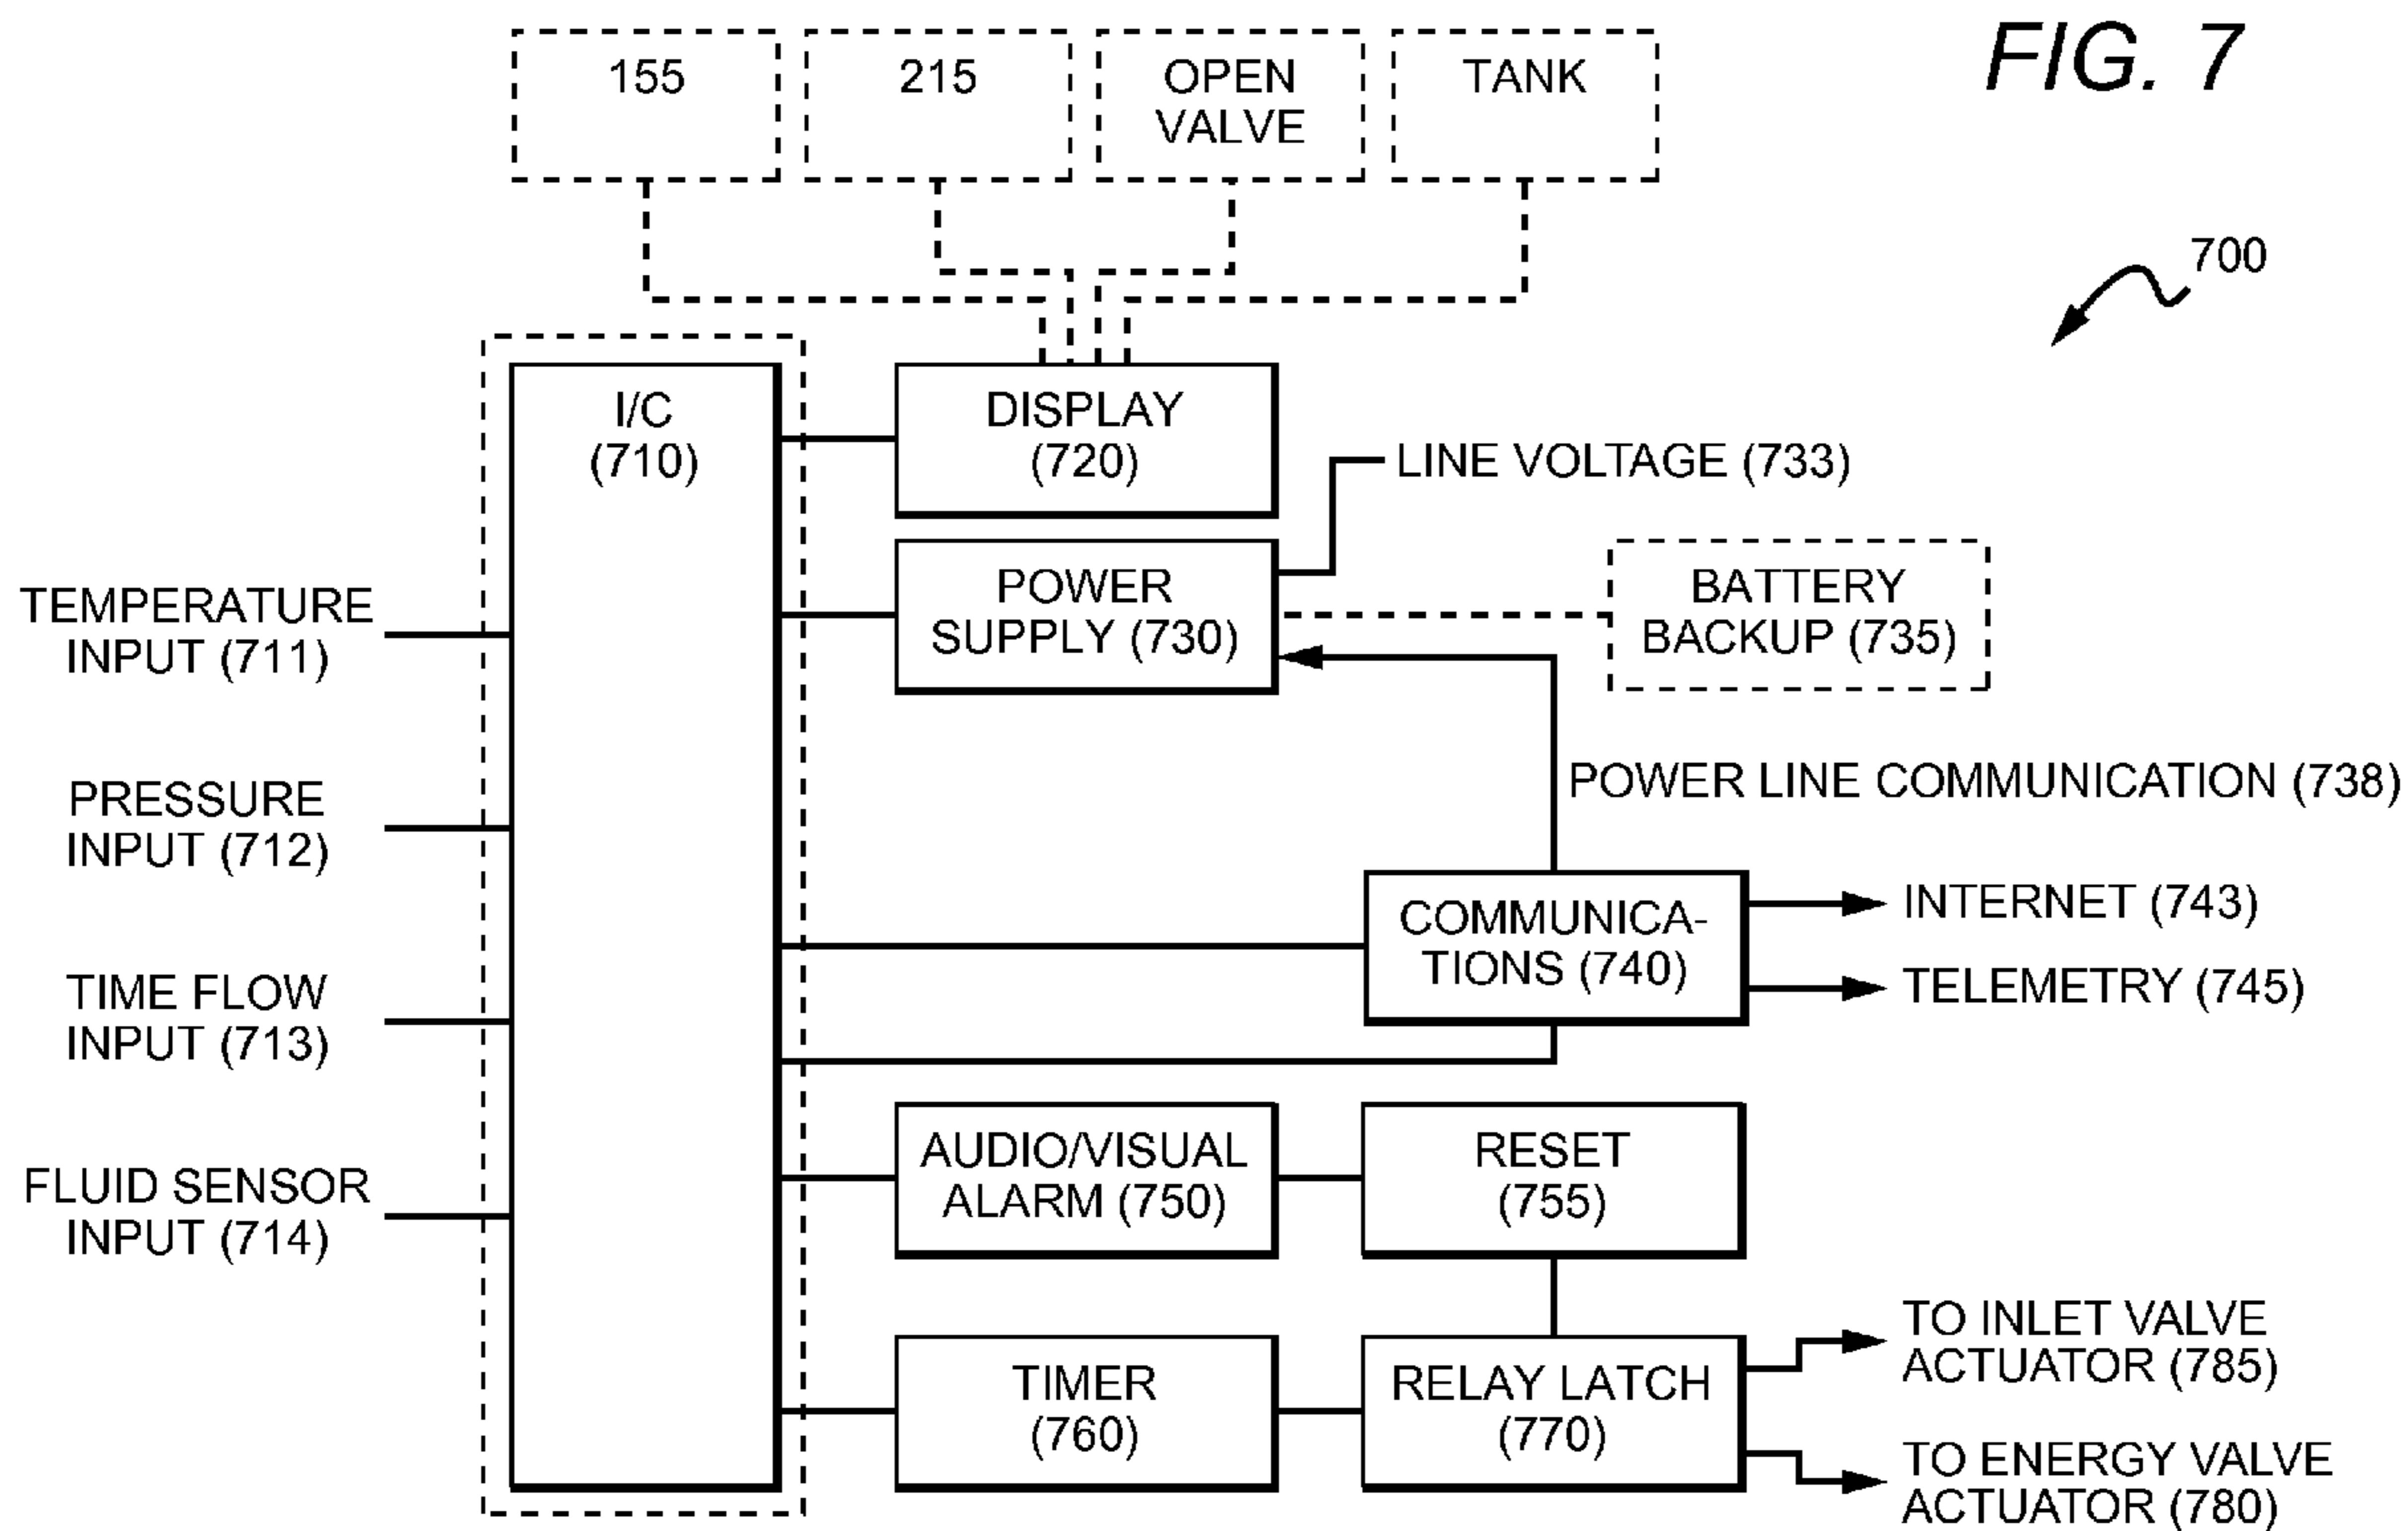 FIG. 7
155
215
OPEN
VALVE
TANK
700
I/C
(710)
DISPLAY
(720)
LINE VOLTAGE (733)
POWER
SUPPLY (730)
BATTERY
BACKUP (735)
TEMPERATURE
INPUT (711)
POWER LINE COMMUNICATION (738)
PRESSURE
INPUT (712)
COMMUNICA-
TIONS (740)
INTERNET (743)
TELEMETRY (745)
TIME FLOW
INPUT (713)
AUDIO/VISUAL
ALARM (750)
RESET
(755)
FLUID SENSOR
INPUT (714)
TIMER
(760)
RELAY LATCH
(770)
TO INLET VALVE
ACTUATOR (785)
TO ENERGY VALVE
ACTUATOR (780)